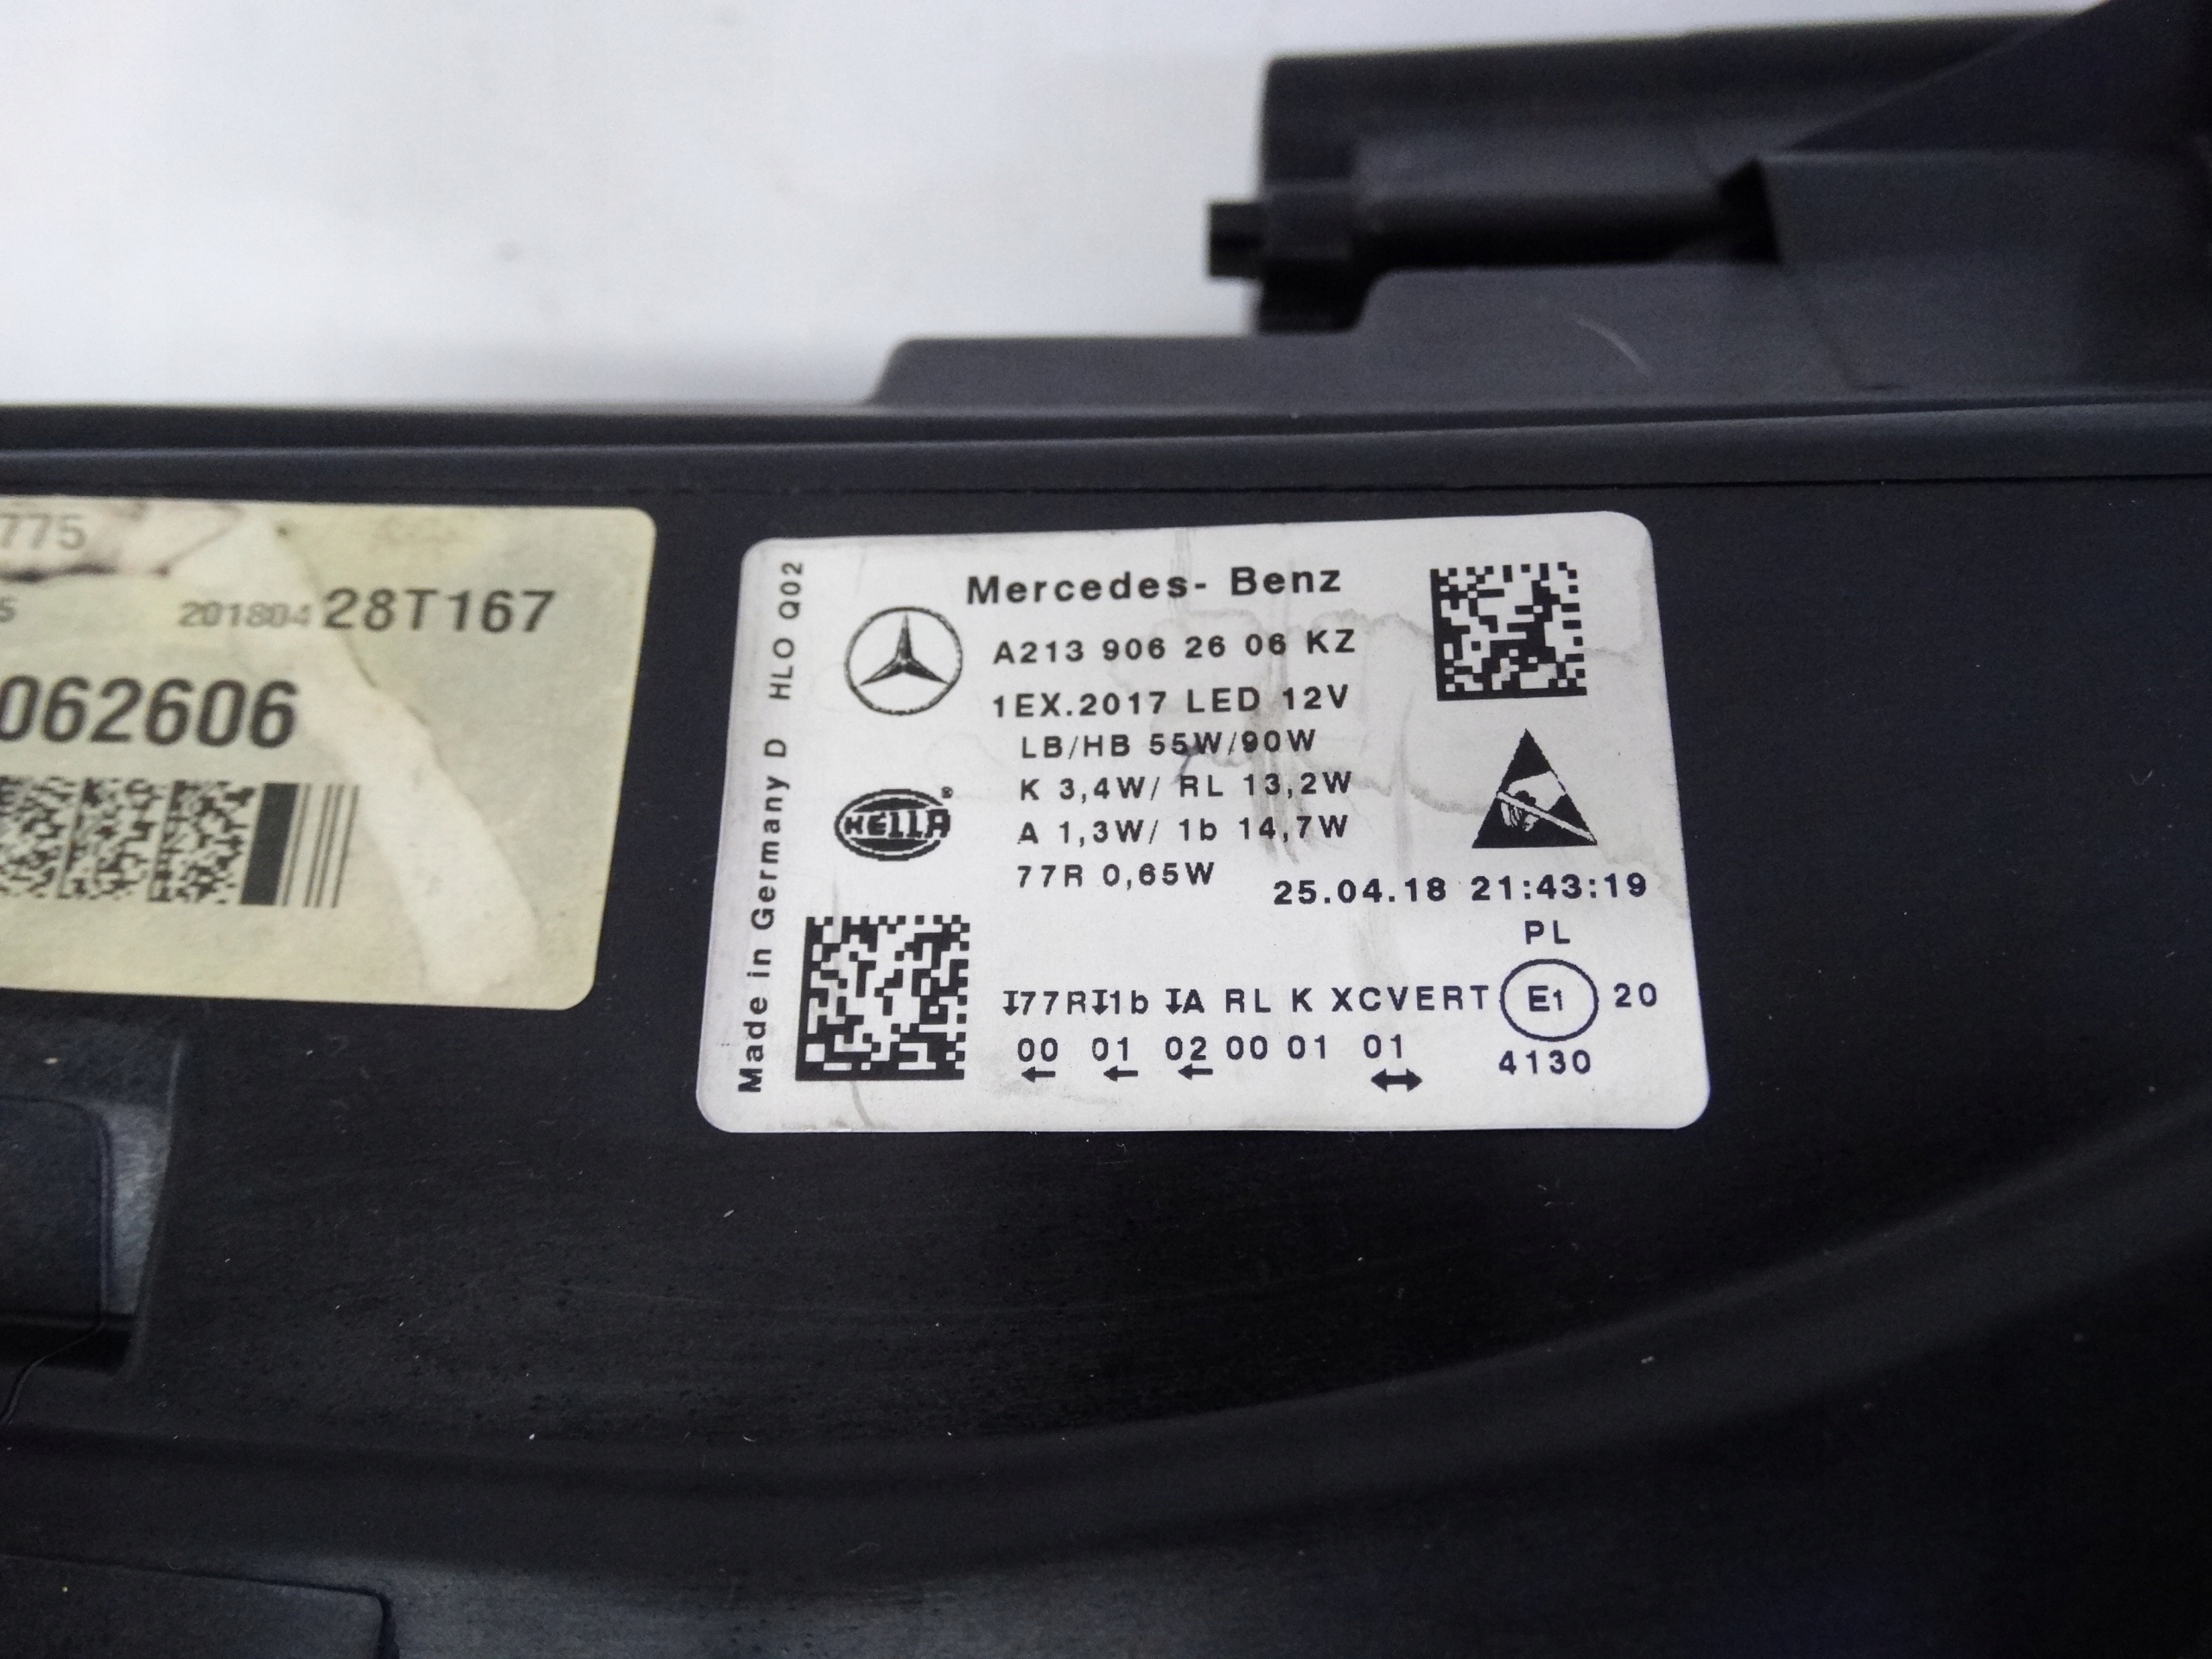 775
5 20180428T167
062606
Made in Germany D HLO Q02
Mercedes- Benz
A213 906 26 06 KZ
1EX.2017 LED 12V
LB/HB 55W/90W
K 3,4W/ RL 13,2W
HELLA ®
A 1,3W/ 1b 14,7W
77R 0,65W
25.04.18 21:43:19
PL
↧77R↧1b ↧A RL K XCVERT E1 20
00 01 02 00 01 01 4130
← ← ← ↔